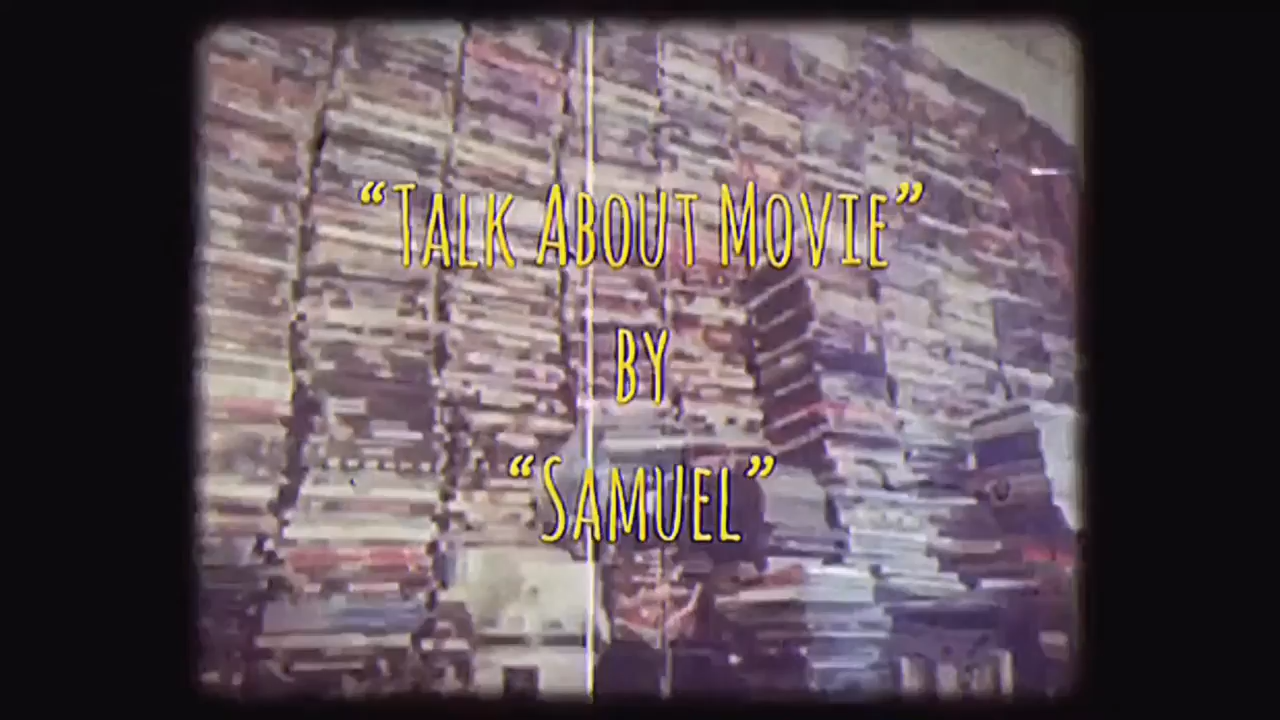 “Talk About Movie”
by
“Samuel”